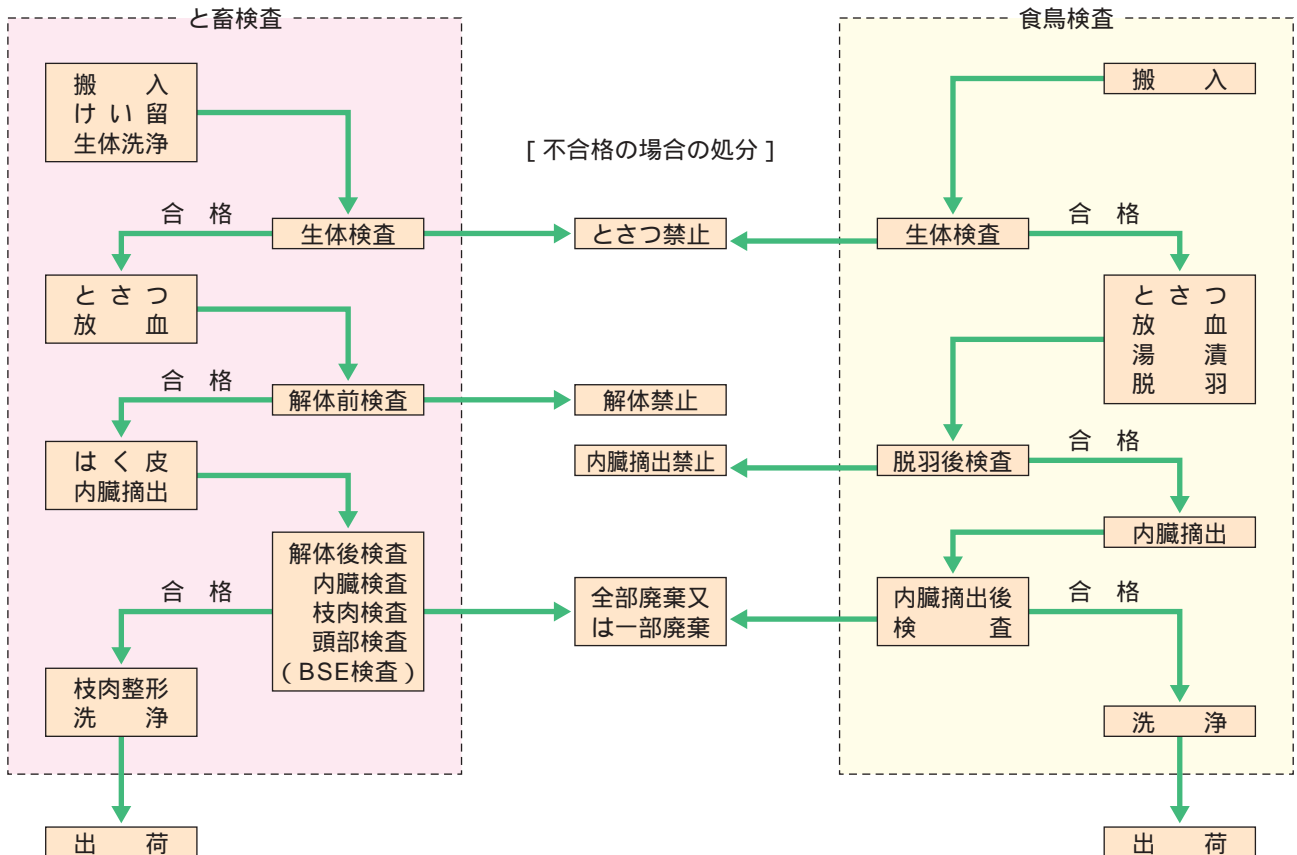 と畜検査
搬入
けい留
生体洗浄
合格
生体検査
とさつ
放血
合格
解体前検査
はく皮
内臓摘出
解体後検査
内臓検査
枝肉検査
頭部検査
(BSE検査)
合格
枝肉整形
洗浄
出荷
[不合格の場合の処分]
とさつ禁止
解体禁止
内臓摘出禁止
全部廃棄又
は一部廃棄
食鳥検査
搬入
生体検査
合格
とさつ
放血
湯漬
脱羽
脱羽後検査
合格
内臓摘出
内臓摘出後
検査
合格
洗浄
出荷